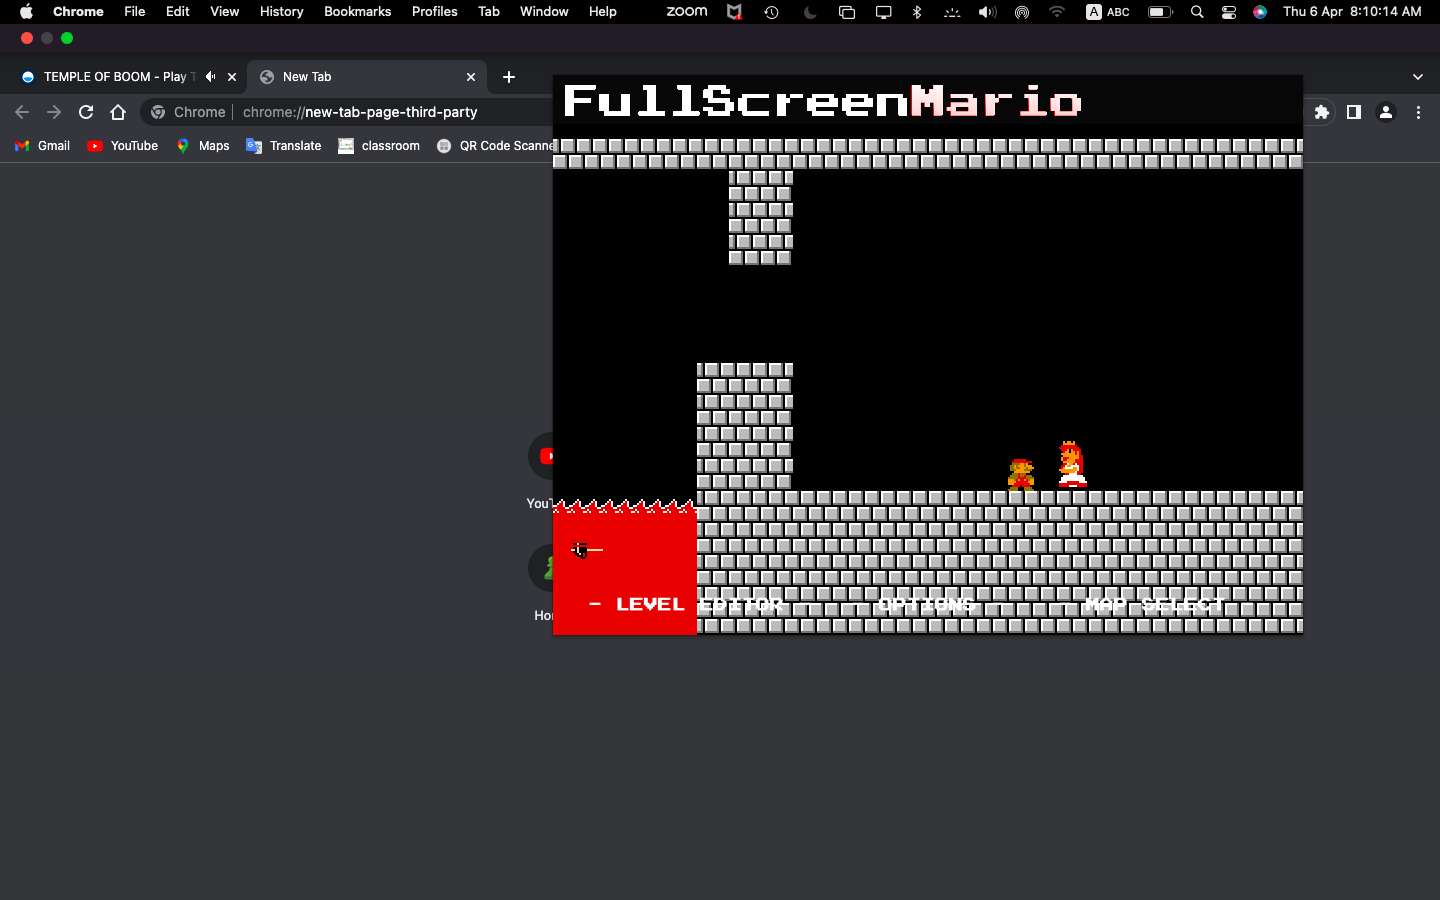 Chrome File Edit View History Bookmarks Profiles Tab Window Help zoom A ABC Thu 6 Apr 8:10:14 AM
TEMPLE OF BOOM - Play New Tab
Chrome chrome://new-tab-page-third-party
Gmail YouTube Maps Translate classroom QR Code Scanne
FullScreenMario
- LEVEL EDITOR - - OPTIONS - - MAP SELECT